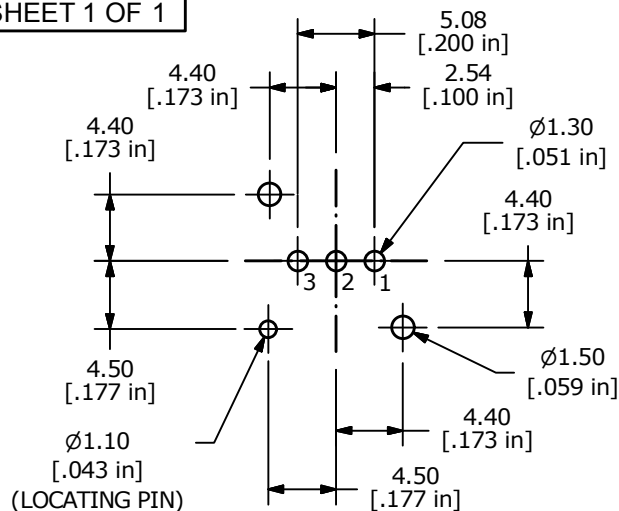 SHEET 1 OF 1
5.08
[.200 in]
4.40
[.173 in]
2.54
[.100 in]
4.40
[.173 in]
Ø1.30
[.051 in]
4.40
[.173 in]
3 2 1
4.50
[.177 in]
Ø1.50
[.059 in]
Ø1.10
[.043 in]
(LOCATING PIN)
4.40
[.173 in]
4.50
[.177 in]